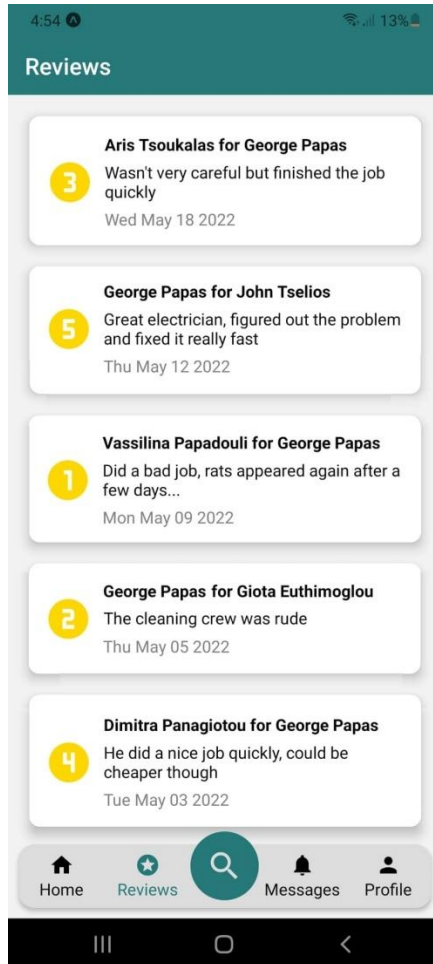 4:54 13%
Reviews
Aris Tsoukalas for George Papas
3
Wasn't very careful but finished the job
quickly
Wed May 18 2022
George Papas for John Tselios
5
Great electrician, figured out the problem
and fixed it really fast
Thu May 12 2022
Vassilina Papadouli for George Papas
1
Did a bad job, rats appeared again after a
few days...
Mon May 09 2022
George Papas for Giota Euthimoglou
2
The cleaning crew was rude
Thu May 05 2022
Dimitra Panagiotou for George Papas
4
He did a nice job quickly, could be
cheaper though
Tue May 03 2022
Home Reviews Messages Profile